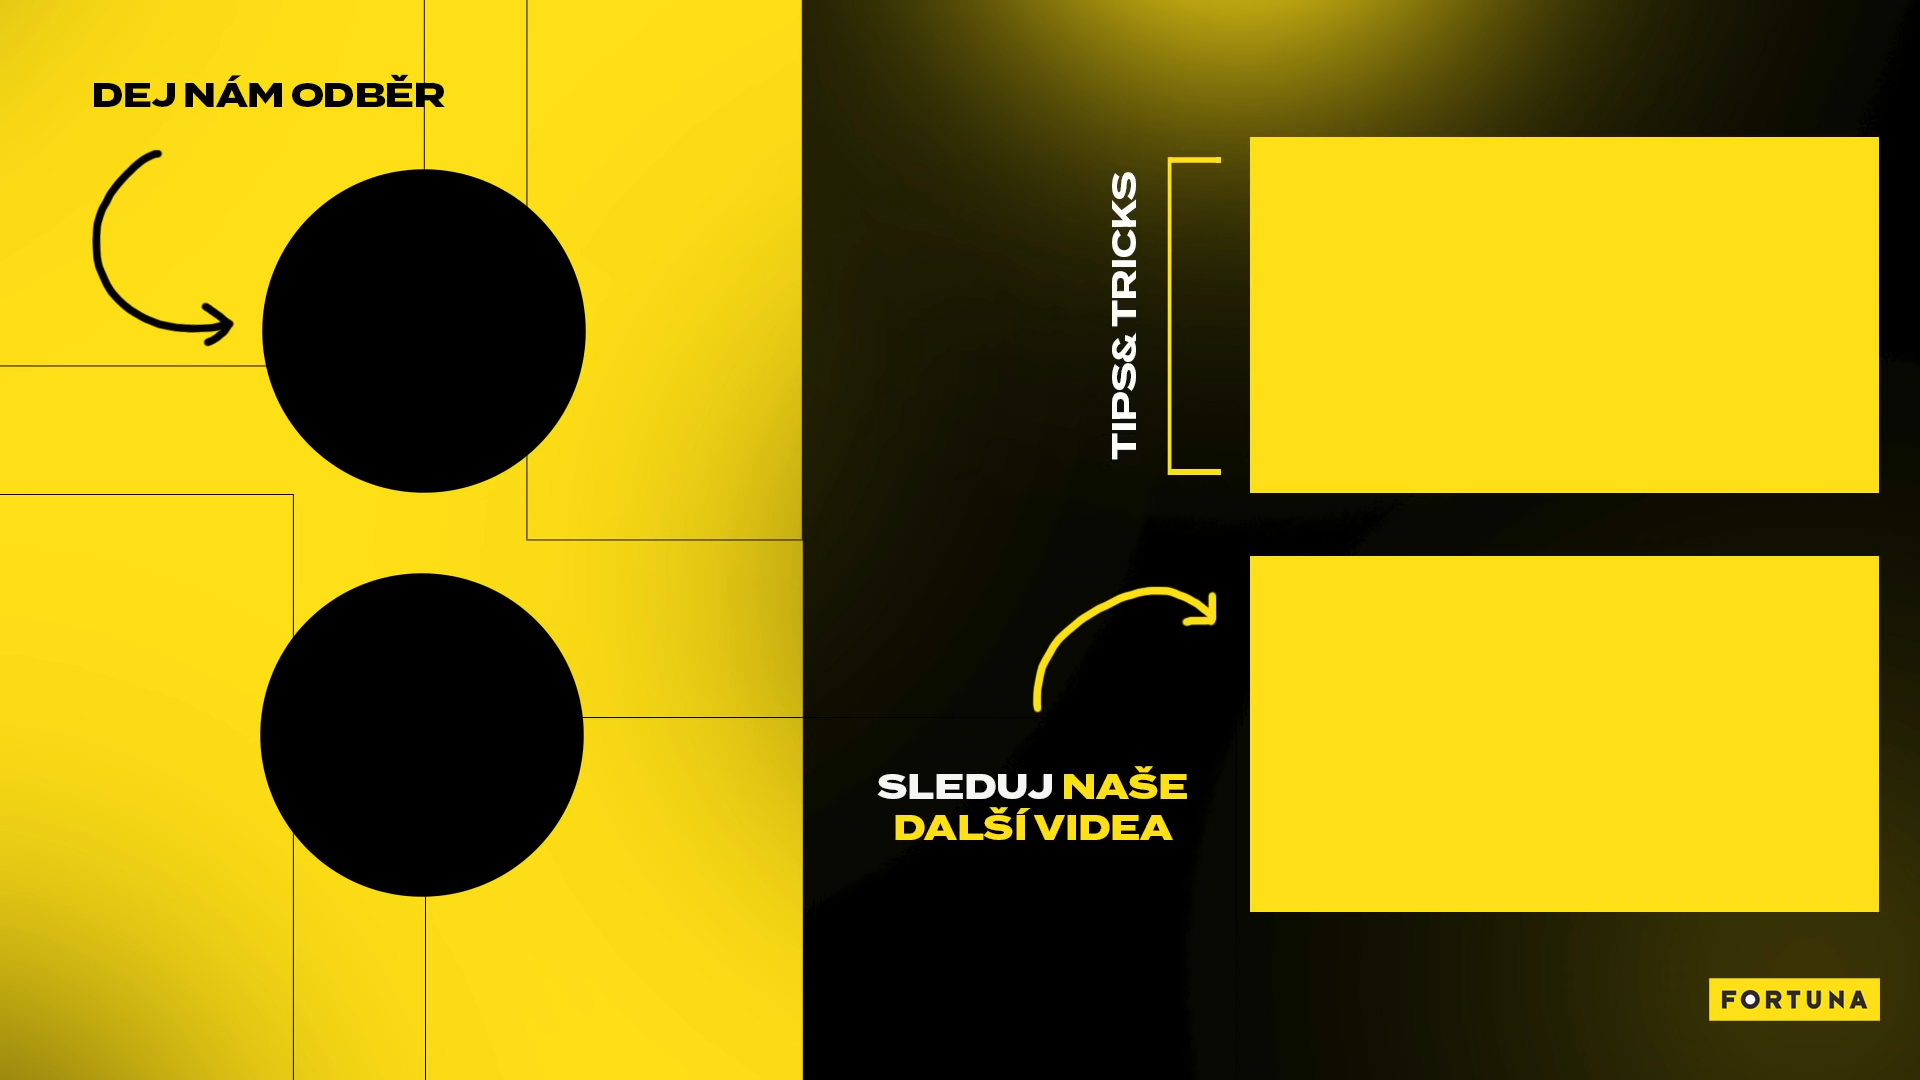 DEJ NÁM ODBĚR
TIPS& TRICKS
SLEDUJ NAŠE
DALŠÍ VIDEA
FORTUNA